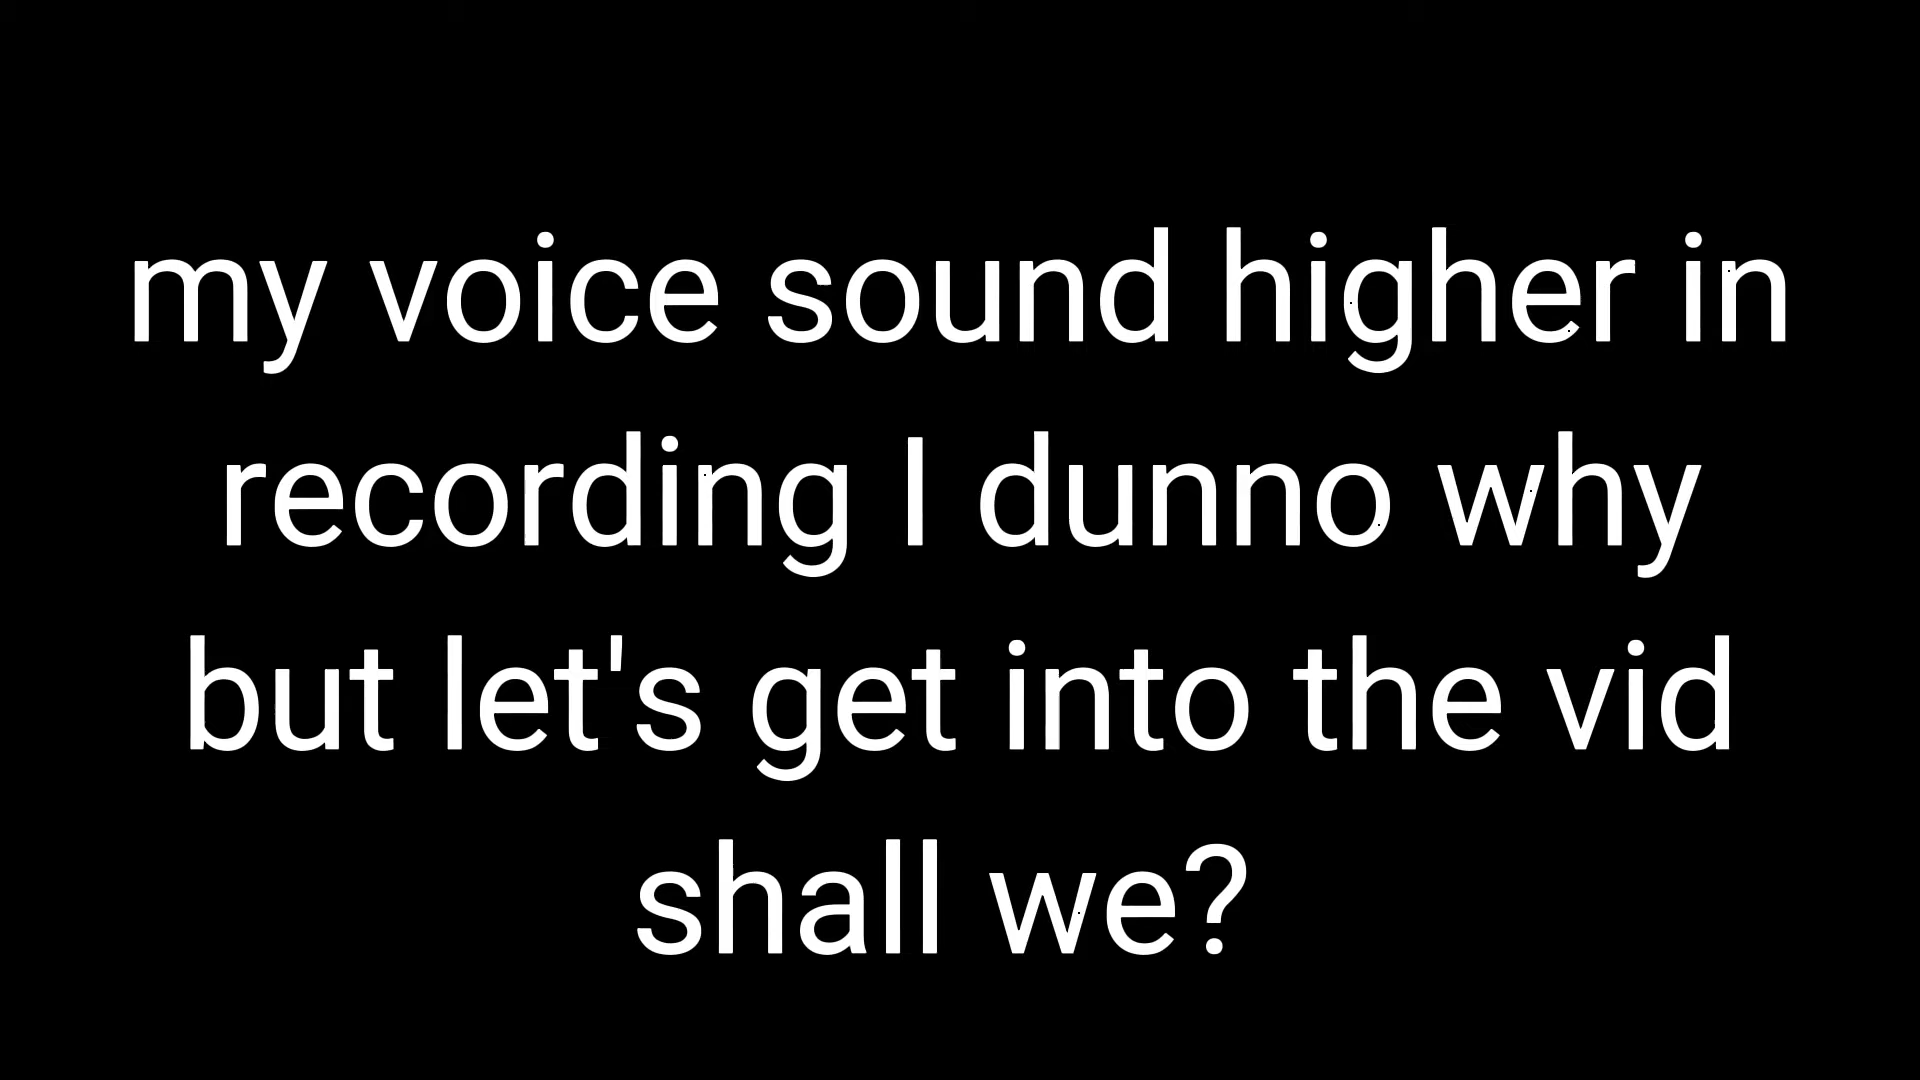 my voice sound higher in
recording I dunno why
but let's get into the vid
shall we?